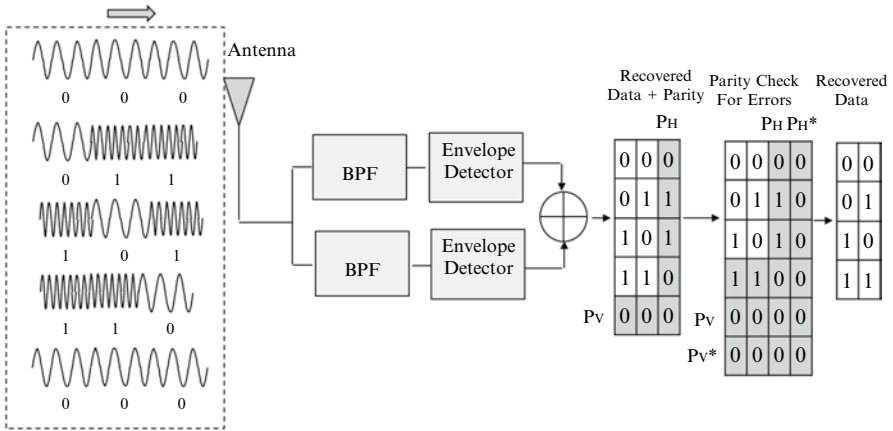 Antenna
0 0 0
0 1 1
1 0 1
1 1 0
0 0 0
BPF
Envelope
Detector
BPF
Envelope
Detector
Recovered
Data + Parity
PH
0 0 0
0 1 1
1 0 1
1 1 0
PV 0 0 0
Parity Check
For Errors
PH PH*
0 0 0 0
0 1 1 0
1 0 1 0
1 1 0 0
PV 0 0 0 0
PV* 0 0 0 0
Recovered
Data
0 0
0 1
1 0
1 1